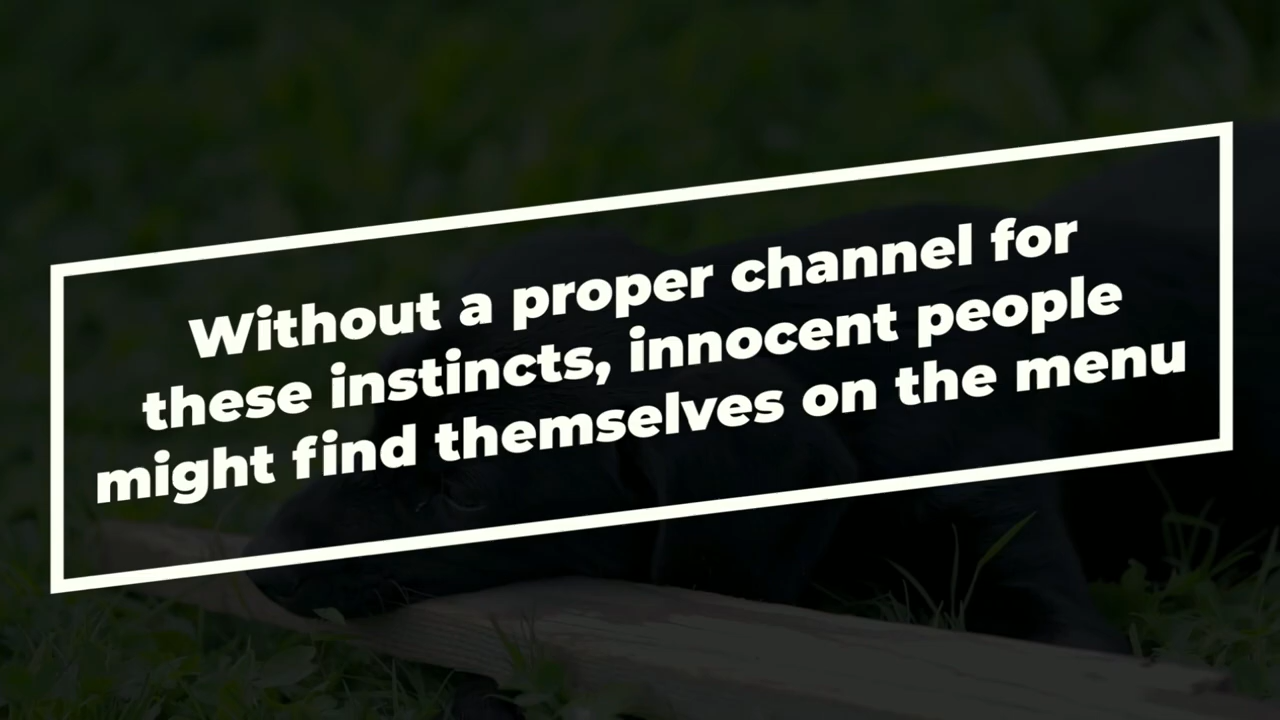 Without a proper channel for
these instincts, innocent people
might find themselves on the menu